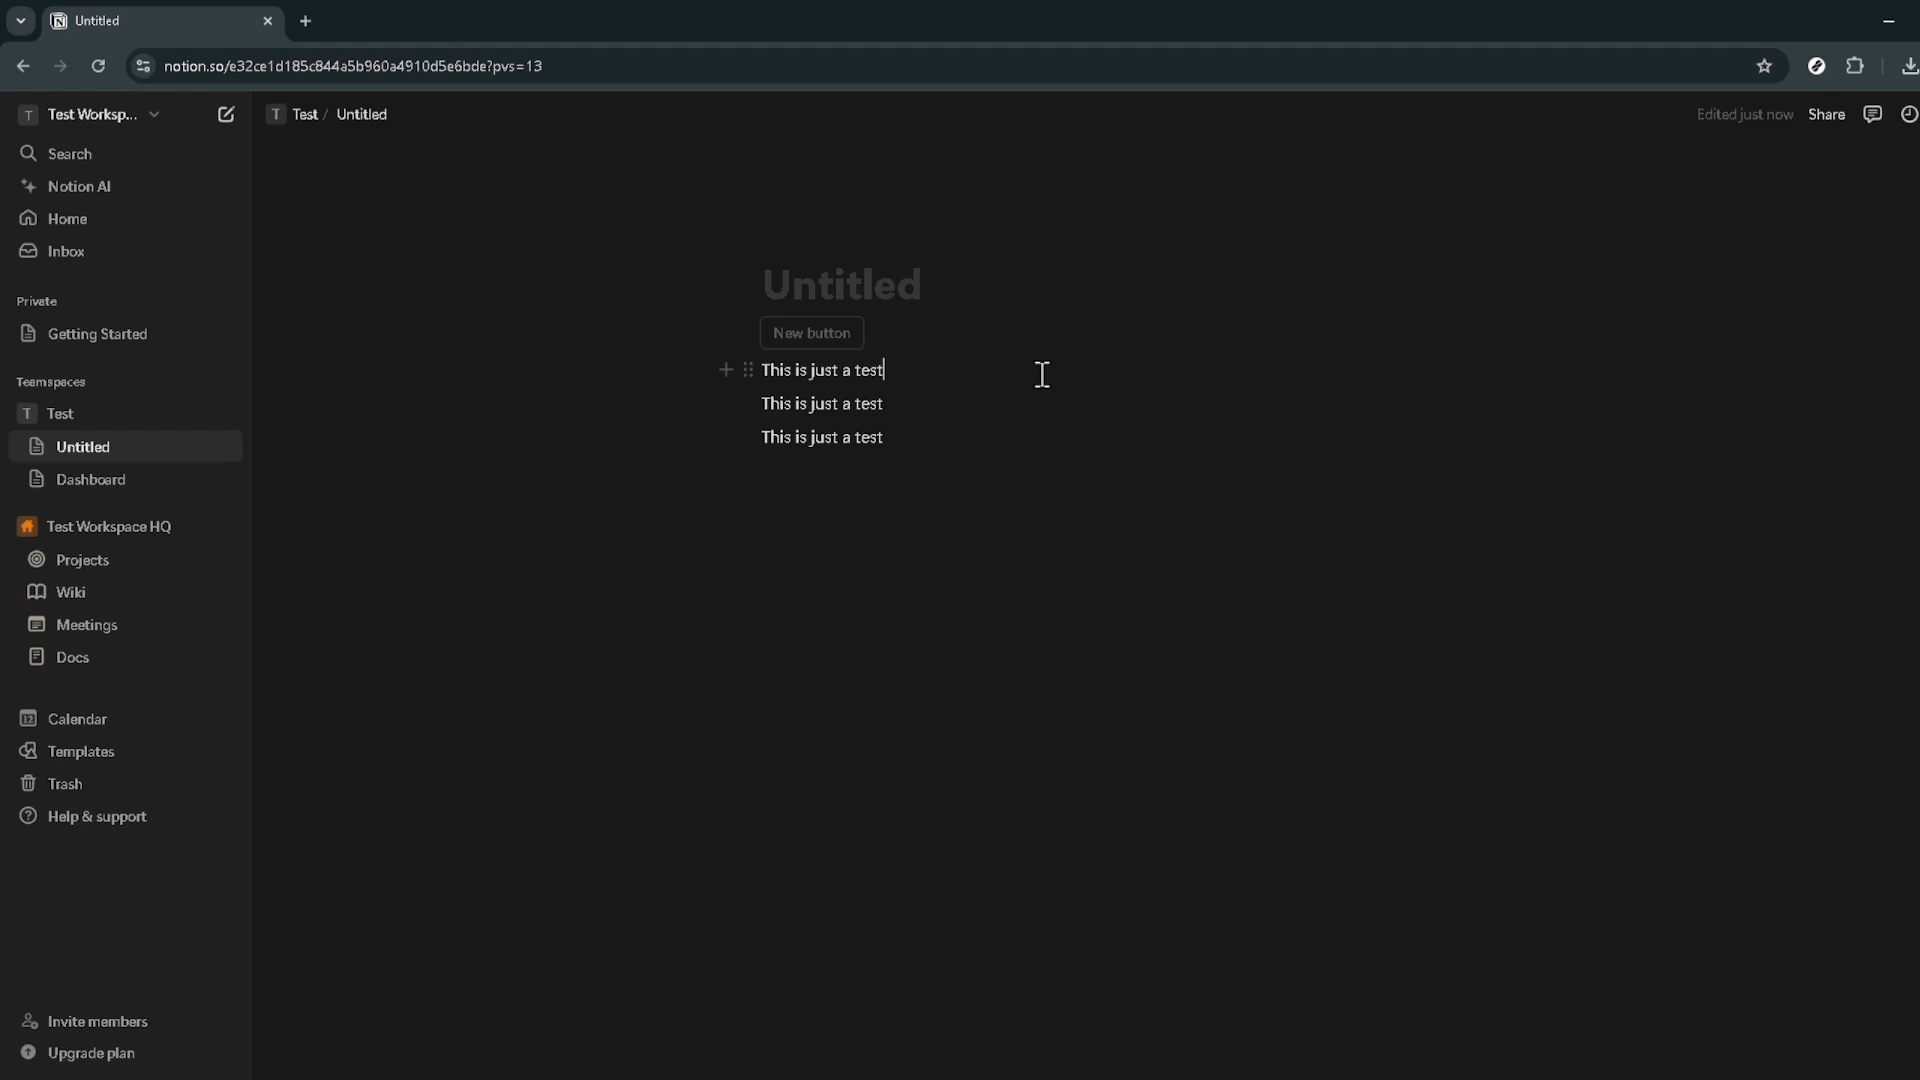 Untitled
notion.so/e32ce1d185c844a5b960a4910d5e6bde?pvs=13
T Test Worksp...
T Test / Untitled
Edited just now Share
Search
Notion AI
Home
Inbox
Private
Getting Started
Teamspaces
T Test
Untitled
Dashboard
Test Workspace HQ
Projects
Wiki
Meetings
Docs
12 Calendar
Templates
Trash
Help & support
Invite members
Upgrade plan
Untitled
New button
This is just a test
This is just a test
This is just a test